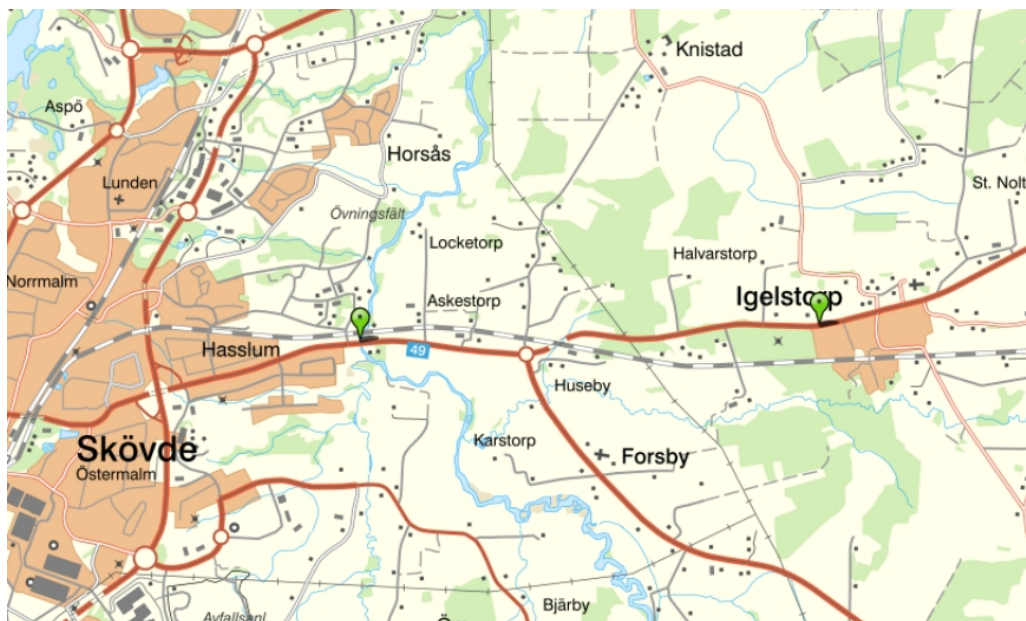 Knistad
Aspö
Horsås
Lunden
St. Nolt
Övningsfält
Locketorp
Halvarstorp
Norrmalm
Askestorp
Igelstorp
Hasslum
49
Huseby
Skövde
Östermalm
Karstorp
Forsby
Bjärby
Avfallsanl